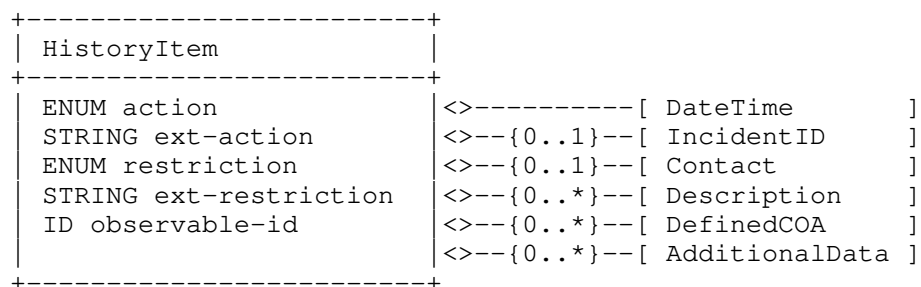 +-------------------------+
| HistoryItem             |
+-------------------------+
| ENUM action             |<>----------[ DateTime       ]
| STRING ext-action       |<>--{0..1}--[ IncidentID     ]
| ENUM restriction        |<>--{0..1}--[ Contact        ]
| STRING ext-restriction  |<>--{0..*}--[ Description    ]
| ID observable-id        |<>--{0..*}--[ DefinedCOA     ]
|                         |<>--{0..*}--[ AdditionalData ]
+-------------------------+